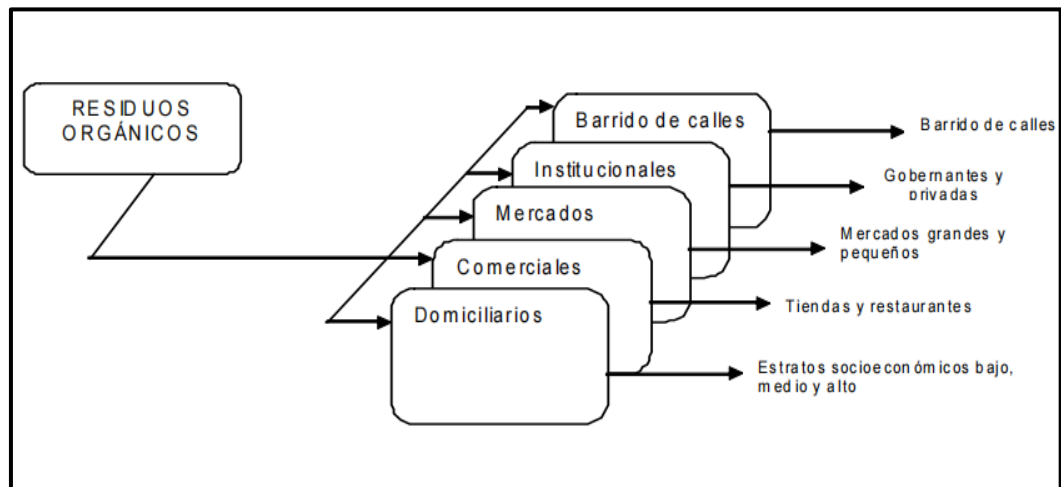 RESIDUOS
ORGÁNICOS
Barrido de calles
Institucionales
Mercados
Comerciales
Domiciliarios
Barrido de calles
Gobernantes y
privadas
Mercados grandes y
pequeños
Tiendas y restaurantes
Estratos socioeconómicos bajo,
medio y alto